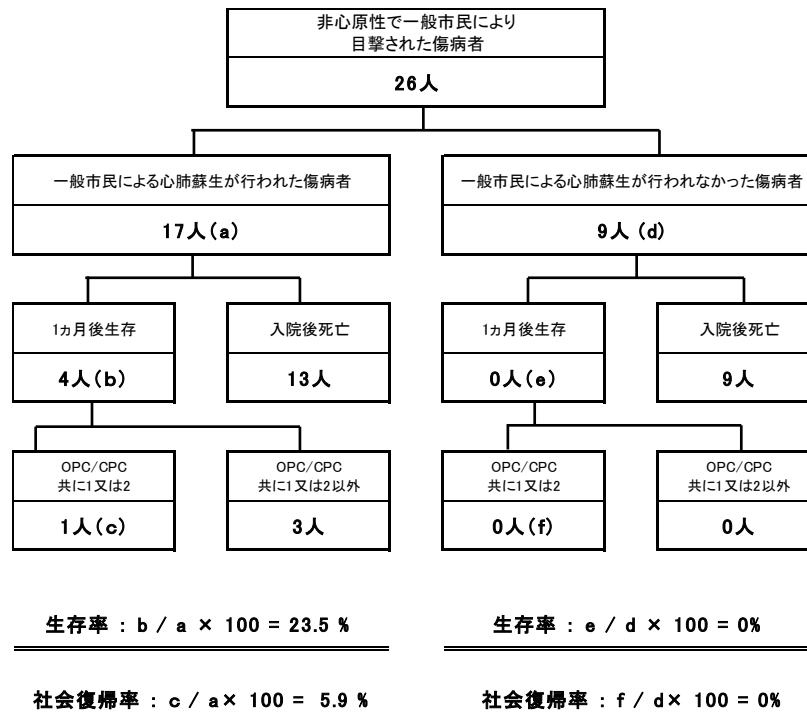 非心原性で一般市民により
目撃された傷病者
26人
一般市民による心肺蘇生が行われた傷病者
17人(a)
一般市民による心肺蘇生が行われなかった傷病者
9人 (d)
1ヵ月後生存
4人(b)
入院後死亡
13人
1ヵ月後生存
0人(e)
入院後死亡
9人
OPC/CPC
共に1又は2
1人(c)
OPC/CPC
共に1又は2以外
3人
OPC/CPC
共に1又は2
0人(f)
OPC/CPC
共に1又は2以外
0人
生存率 : b / a × 100 = 23.5 %
生存率 : e / d × 100 = 0%
社会復帰率 : c / a× 100 = 5.9 %
社会復帰率 : f / d× 100 = 0%